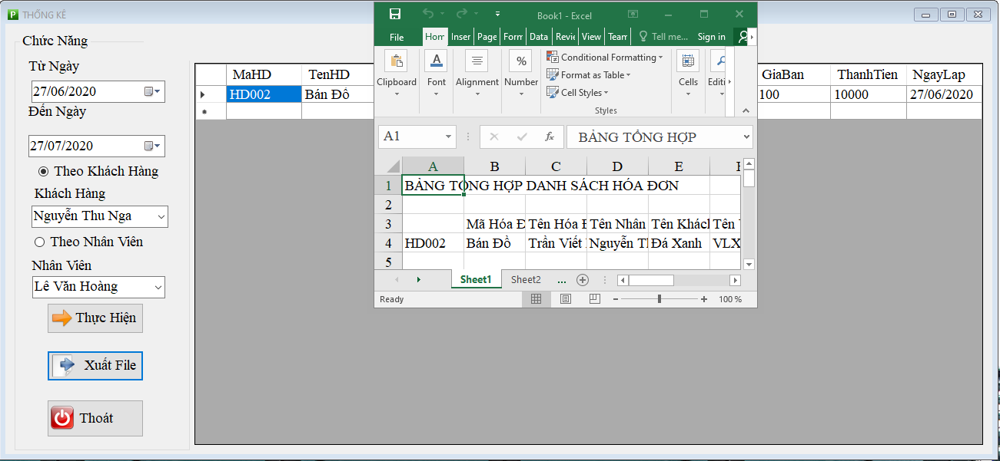 THỐNG KÊ
Chức Năng
Từ Ngày
27/06/2020
Đến Ngày
27/07/2020
Theo Khách Hàng
Khách Hàng
Nguyễn Thu Nga
Theo Nhân Viên
Nhân Viên
Lê Văn Hoàng
Thực Hiện
Xuất File
Thoát
MaHD TenHD GiaBan ThanhTien NgayLap
HD002 Bán Đồ 100 10000 27/06/2020
Book1 - Excel
File Hom Inser Page Form Data Revie View Team Tell me... Sign in
Clipboard Font Alignment Number Conditional Formatting Cells Editi
Format as Table
Cell Styles
Styles
A1 fx BẢNG TỔNG HỢP
A B C D E
1 BẢNG TỔNG HỢP DANH SÁCH HÓA ĐƠN
2
3 Mã Hóa Đ Tên Hóa Đ Tên Nhân Tên Khách Tên
4 HD002 Bán Đồ Trần Viết Nguyễn Th Đá Xanh VLX
5
Sheet1 Sheet2 ...
Ready 100 %